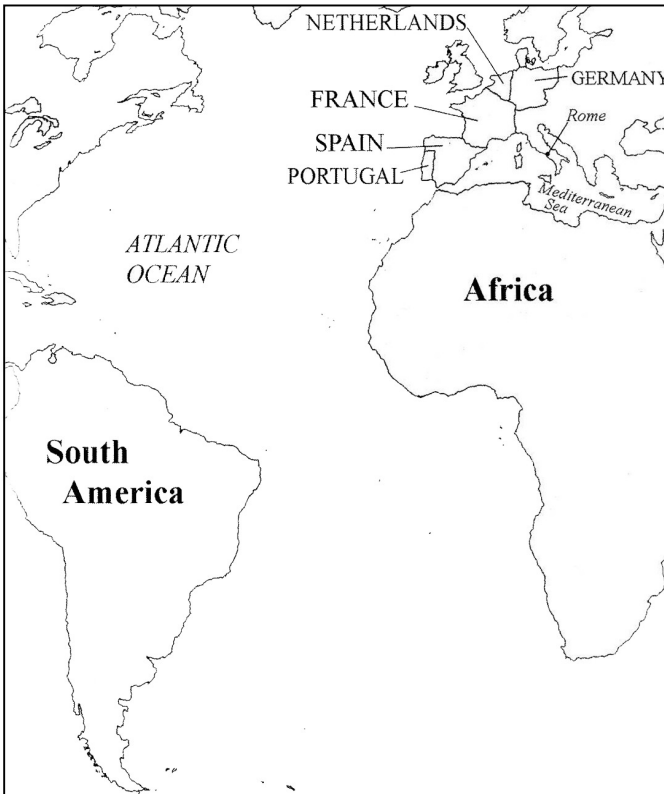 NETHERLANDS
GERMANY
FRANCE
Rome
SPAIN
PORTUGAL
Mediterranean
Sea
ATLANTIC
OCEAN
Africa
South
America